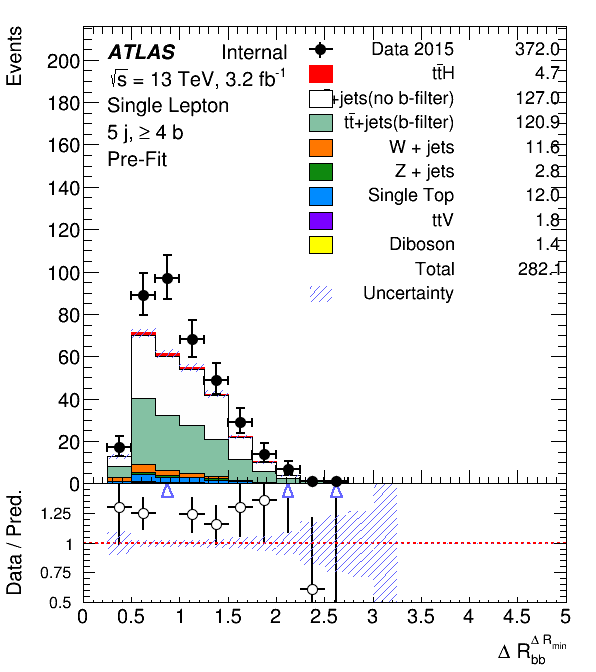 Events
ATLAS Internal
√s = 13 TeV, 3.2 fb⁻¹
Single Lepton
5 j, ≥ 4 b
Pre-Fit
Data 2015 372.0
tt̄H 4.7
+jets(no b-filter) 127.0
tt̄+jets(b-filter) 120.9
W + jets 11.6
Z + jets 2.8
Single Top 12.0
ttV 1.8
Diboson 1.4
Total 282.1
Uncertainty
200
180
160
140
120
100
80
60
40
20
0
Data / Pred.
1.25
1
0.75
0.5
0 0.5 1 1.5 2 2.5 3 3.5 4 4.5 5
Δ R_bb^Δ R_min